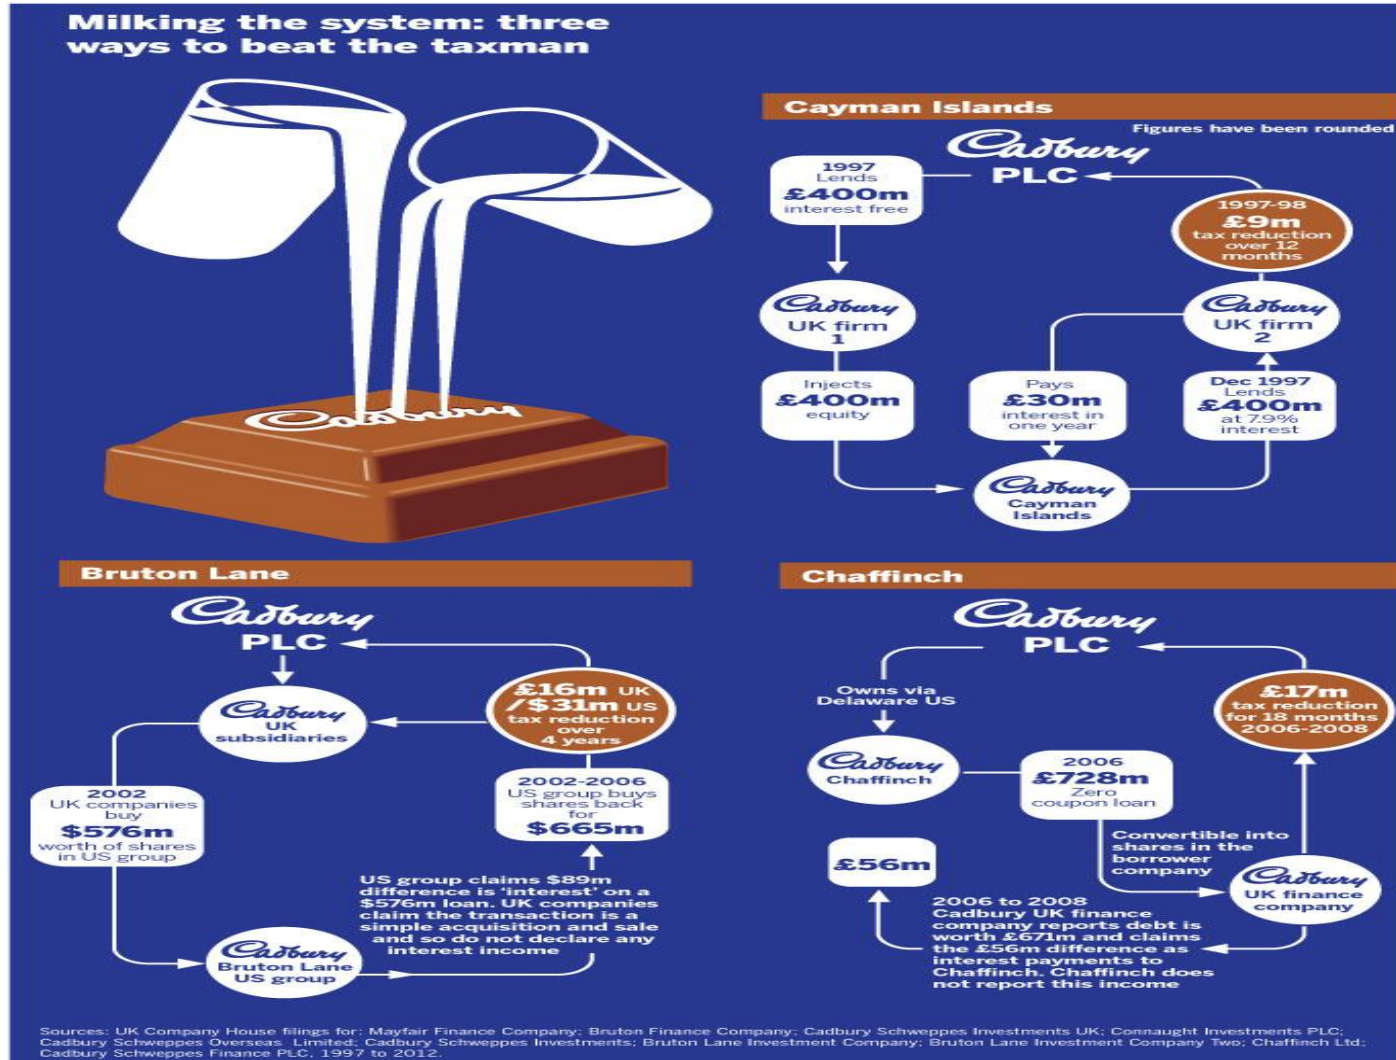 Milking the system: three
ways to beat the taxman
Cadbury
Cayman Islands
Figures have been rounded
Cadbury
PLC
1997
Lends
£400m
interest free
1997-98
£9m
tax reduction
over 12
months
Cadbury
UK firm
1
Cadbury
UK firm
2
Injects
£400m
equity
Pays
£30m
interest in
one year
Dec 1997
Lends
£400m
at 7.9%
interest
Cadbury
Cayman
Islands
Bruton Lane
Cadbury
PLC
Cadbury
UK
subsidiaries
£16m UK
/$31m US
tax reduction
over
4 years
2002
UK companies
buy
$576m
worth of shares
in US group
2002-2006
US group buys
shares back
for
$665m
US group claims $89m
difference is 'interest' on a
$576m loan. UK companies
claim the transaction is a
simple acquisition and sale
and so do not declare any
interest income
Cadbury
Bruton Lane
US group
Chaffinch
Cadbury
PLC
Owns via
Delaware US
Cadbury
Chaffinch
2006
£728m
Zero
coupon loan
£17m
tax reduction
for 18 months
2006-2008
Convertible into
shares in the
borrower
company
Cadbury
UK finance
company
£56m
2006 to 2008
Cadbury UK finance
company reports debt is
worth £671m and claims
the £56m difference as
interest payments to
Chaffinch. Chaffinch does
not report this income
Sources: UK Company House filings for: Mayfair Finance Company; Bruton Finance Company; Cadbury Schweppes Investments UK; Connaught Investments PLC;
Cadbury Schweppes Overseas Limited; Cadbury Schweppes Investments; Bruton Lane Investment Company; Bruton Lane Investment Company Two; Chaffinch Ltd;
Cadbury Schweppes Finance PLC, 1997 to 2012.